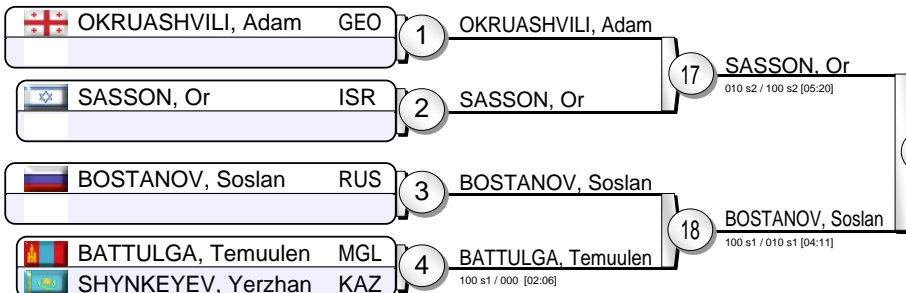 OKRUASHVILI, Adam GEO
1
OKRUASHVILI, Adam
SASSON, Or ISR
2
SASSON, Or
17
SASSON, Or
010 s2 / 100 s2 [05:20]
BOSTANOV, Soslan RUS
3
BOSTANOV, Soslan
BATTULGA, Temuulen MGL
SHYNKEYEV, Yerzhan KAZ
4
BATTULGA, Temuulen
100 s1 / 000 [02:06]
18
BOSTANOV, Soslan
100 s1 / 010 s1 [04:11]